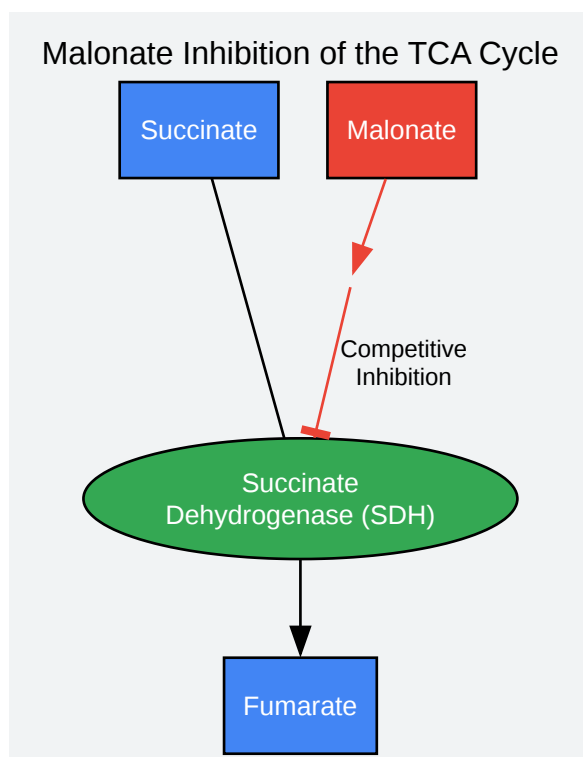 Malonate Inhibition of the TCA Cycle
Succinate
Malonate
Competitive
Inhibition
Succinate
Dehydrogenase (SDH)
Fumarate